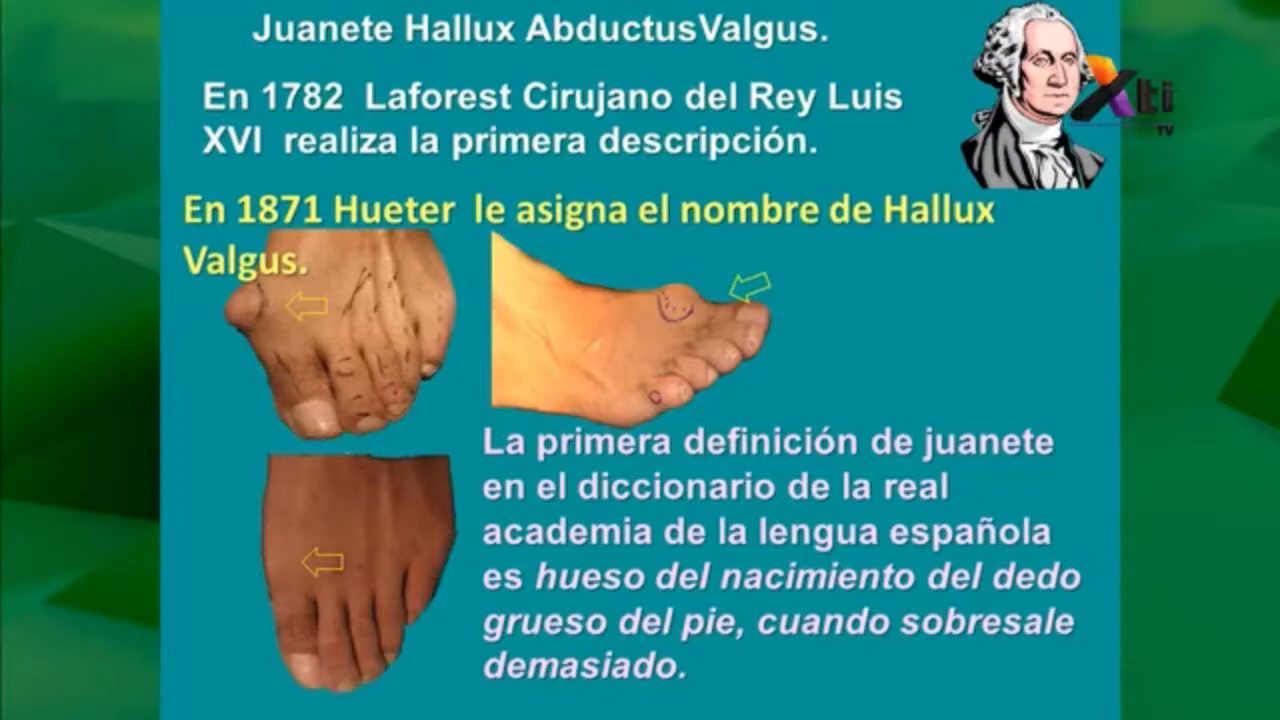 Juanete Hallux AbductusValgus.
En 1782 Laforest Cirujano del Rey Luis
XVI realiza la primera descripción.
Xti
TV
En 1871 Hueter le asigna el nombre de Hallux
Valgus.
La primera definición de juanete
en el diccionario de la real
academia de la lengua española
es hueso del nacimiento del dedo
grueso del pie, cuando sobresale
demasiado.